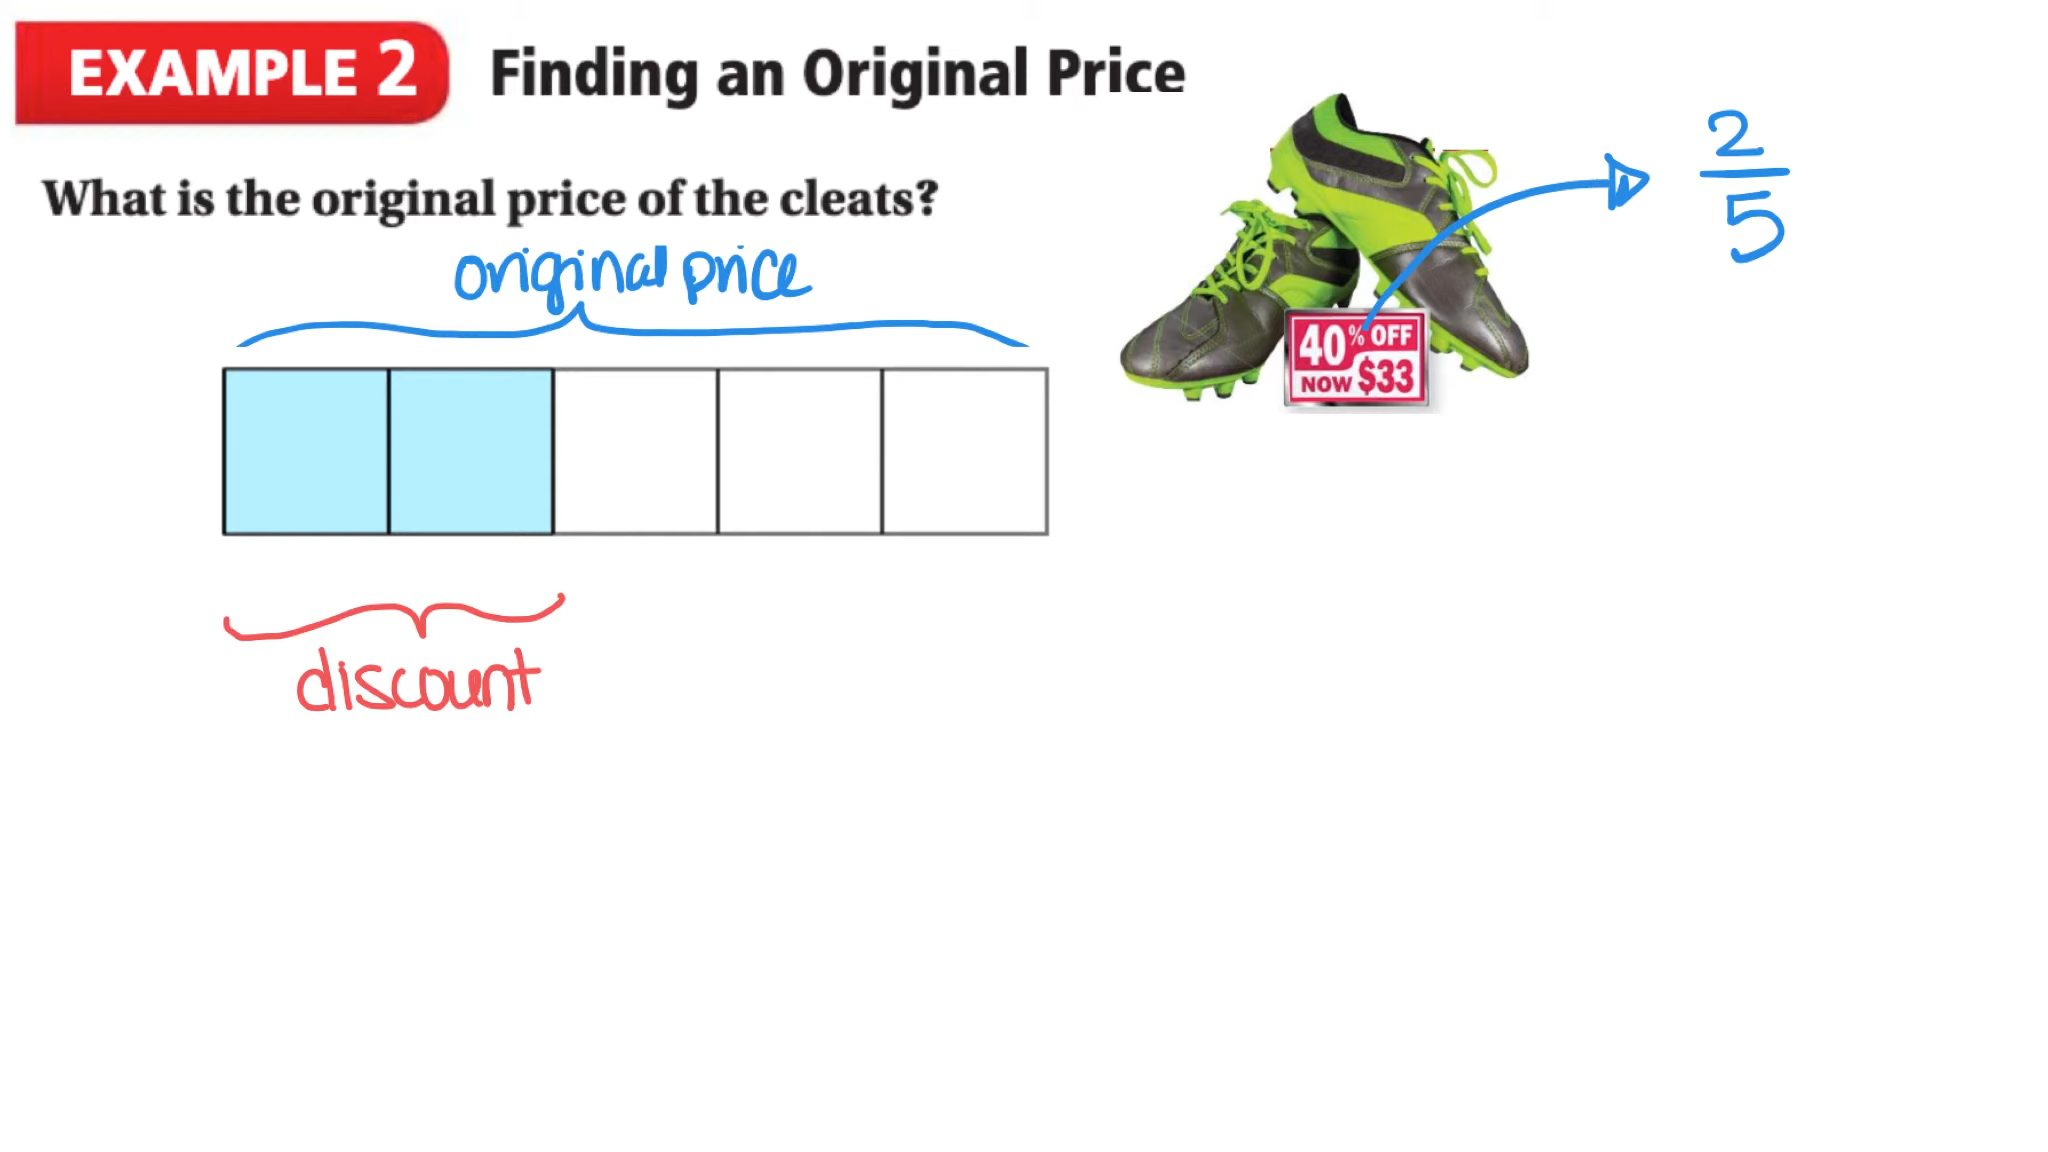 EXAMPLE 2 Finding an Original Price
What is the original price of the cleats?
original price
40% OFF
NOW $33
2
5
discount